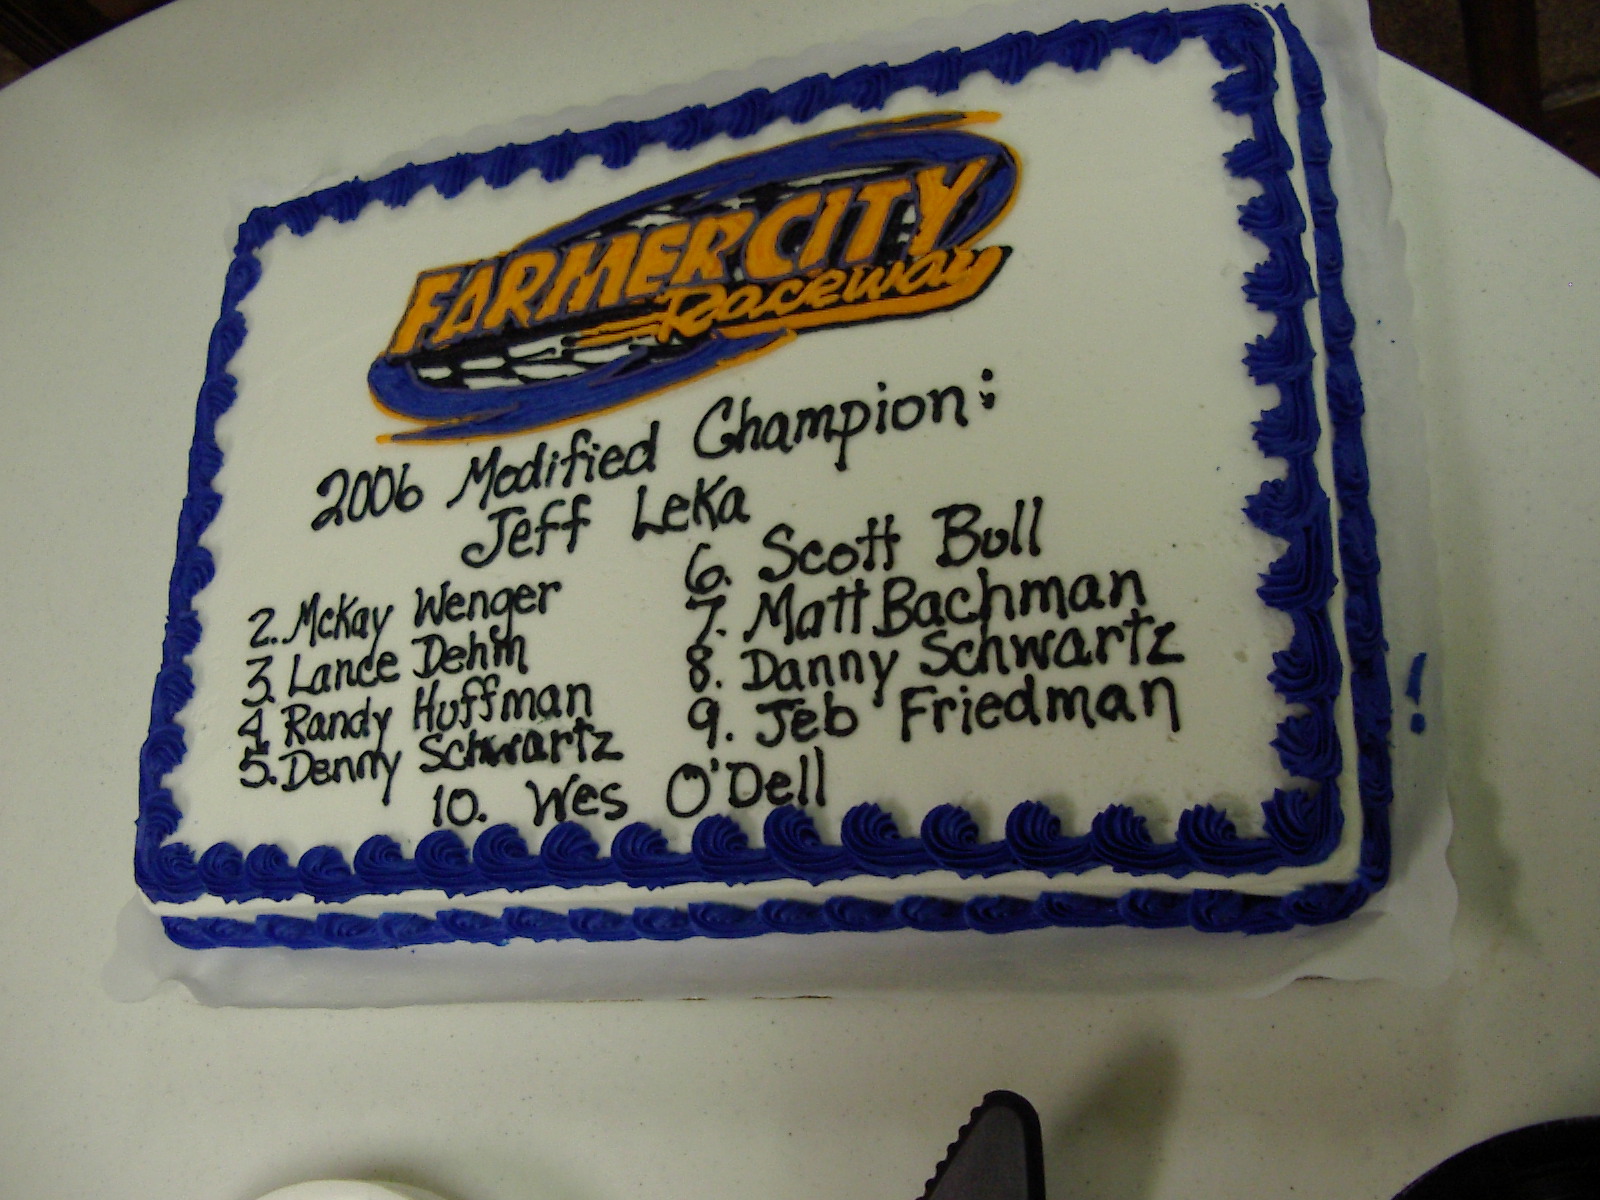 FARMER CITY
Raceway
2006 Modified Champion:
Jeff LeKa
2. McKay Wenger
3. Lance Dehm
4. Randy Huffman
5. Denny Schwartz
6. Scott Bull
7. Matt Bachman
8. Danny Schwartz
9. Jeb Friedman
10. Wes O'Dell